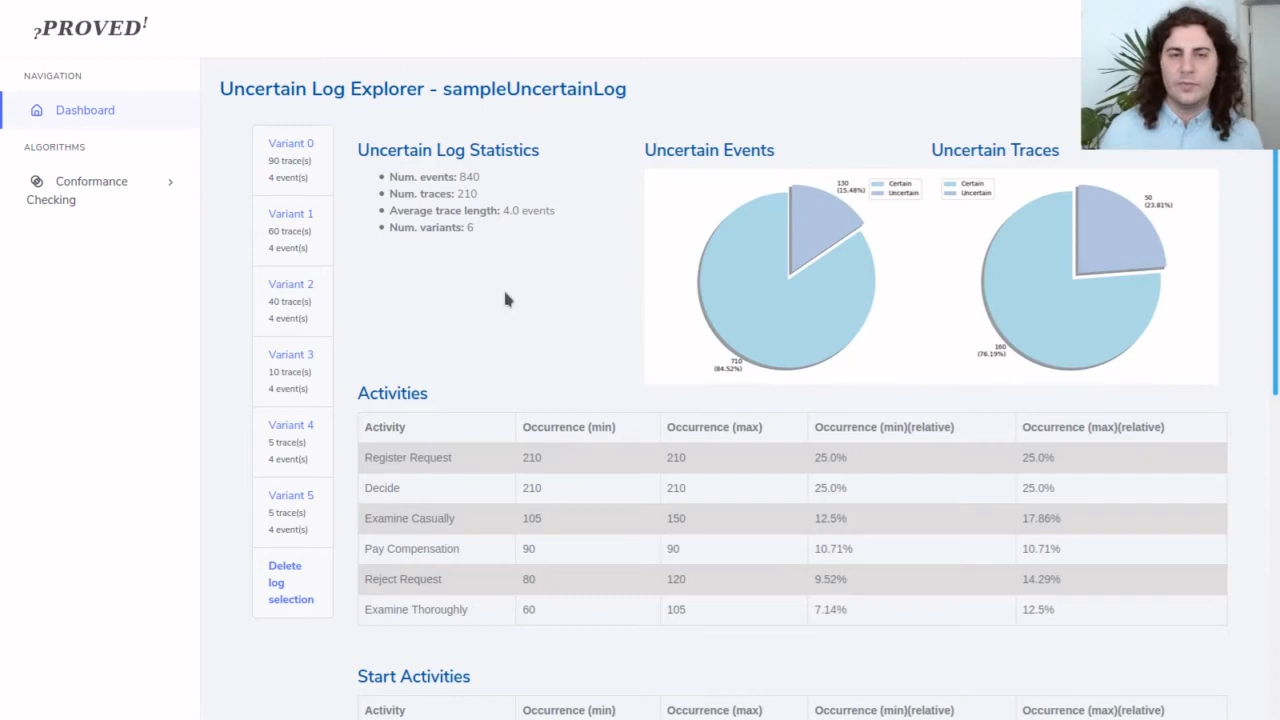 ?PROVED!
NAVIGATION
Dashboard
ALGORITHMS
Conformance
Checking
Uncertain Log Explorer - sampleUncertainLog
Variant 0
90 trace(s)
4 event(s)
Variant 1
60 trace(s)
4 event(s)
Variant 2
40 trace(s)
4 event(s)
Variant 3
10 trace(s)
4 event(s)
Variant 4
5 trace(s)
4 event(s)
Variant 5
5 trace(s)
4 event(s)
Delete
log
selection
Uncertain Log Statistics
Num. events: 840
Num. traces: 210
Average trace length: 4.0 events
Num. variants: 6
Uncertain Events
130
(15.48%)
Certain
Uncertain
710
(84.52%)
Uncertain Traces
Certain
Uncertain
50
(23.81%)
160
(76.19%)
Activities
Activity Occurrence (min) Occurrence (max) Occurrence (min)(relative) Occurrence (max)(relative)
Register Request 210 210 25.0% 25.0%
Decide 210 210 25.0% 25.0%
Examine Casually 105 150 12.5% 17.86%
Pay Compensation 90 90 10.71% 10.71%
Reject Request 80 120 9.52% 14.29%
Examine Thoroughly 60 105 7.14% 12.5%
Start Activities
Activity Occurrence (min) Occurrence (max) Occurrence (min)(relative) Occurrence (max)(relative)